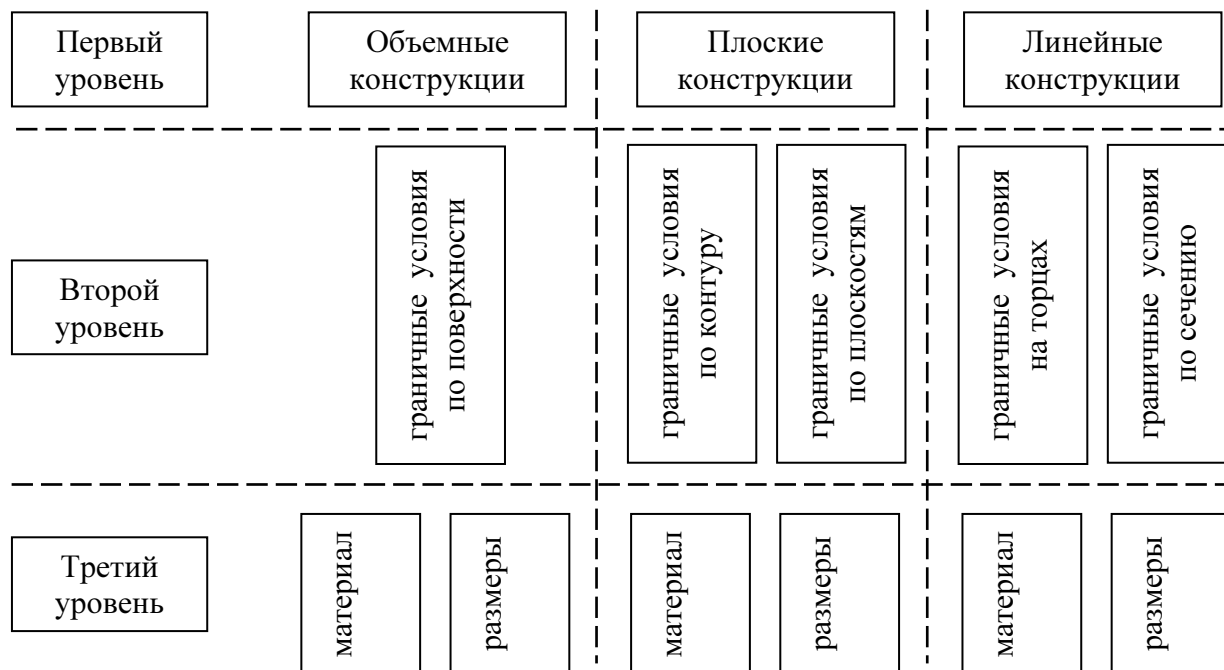 Первый
уровень
Объемные
конструкции
Плоские
конструкции
Линейные
конструкции
Второй
уровень
граничные условия
по поверхности
граничные условия
по контуру
граничные условия
по плоскостям
граничные условия
на торцах
граничные условия
по сечению
Третий
уровень
материал
размеры
материал
размеры
материал
размеры